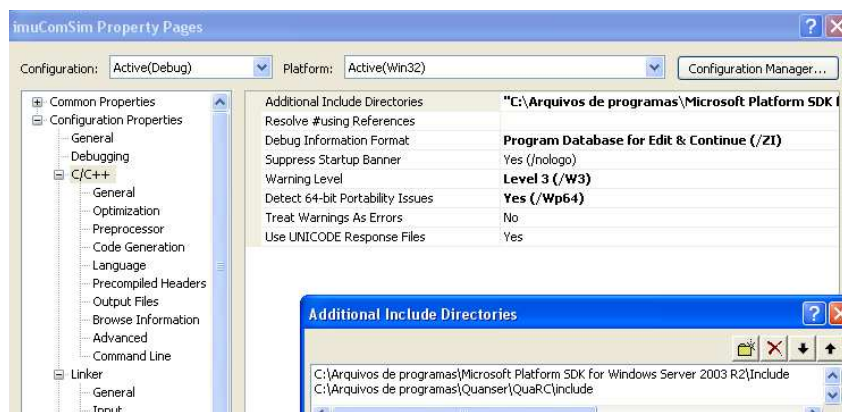 imuComSim Property Pages
Configuration: Active(Debug) Platform: Active(Win32) Configuration Manager...
Common Properties
Configuration Properties
General
Debugging
C/C++
General
Optimization
Preprocessor
Code Generation
Language
Precompiled Headers
Output Files
Browse Information
Advanced
Command Line
Linker
General
Input
Additional Include Directories "C:\Arquivos de programas\Microsoft Platform SDK f
Resolve #using References
Debug Information Format Program Database for Edit & Continue (/ZI)
Suppress Startup Banner Yes (/nologo)
Warning Level Level 3 (/W3)
Detect 64-bit Portability Issues Yes (/Wp64)
Treat Warnings As Errors No
Use UNICODE Response Files Yes
Additional Include Directories
C:\Arquivos de programas\Microsoft Platform SDK for Windows Server 2003 R2\Include
C:\Arquivos de programas\Quanser\QuaRC\include